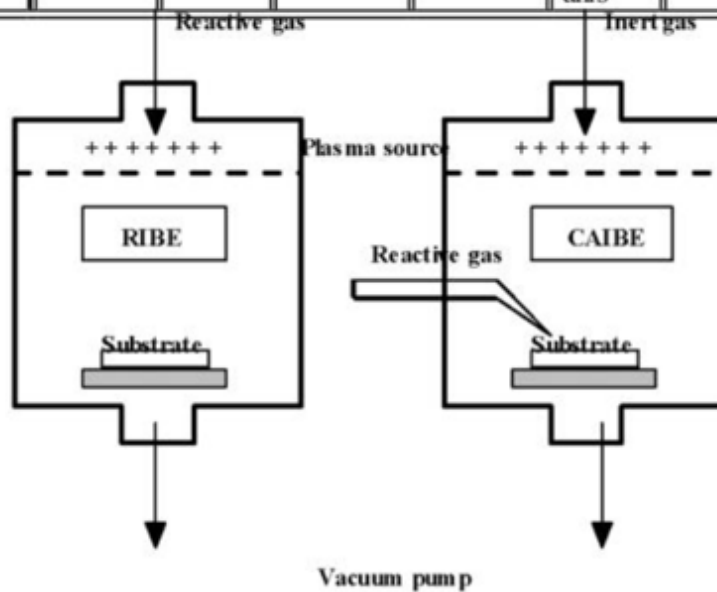 Reactive gas
Inert gas
+ + + + + + +
Plasma source
+ + + + + + +
RIBE
CAIBE
Reactive gas
Substrate
Substrate
Vacuum pump